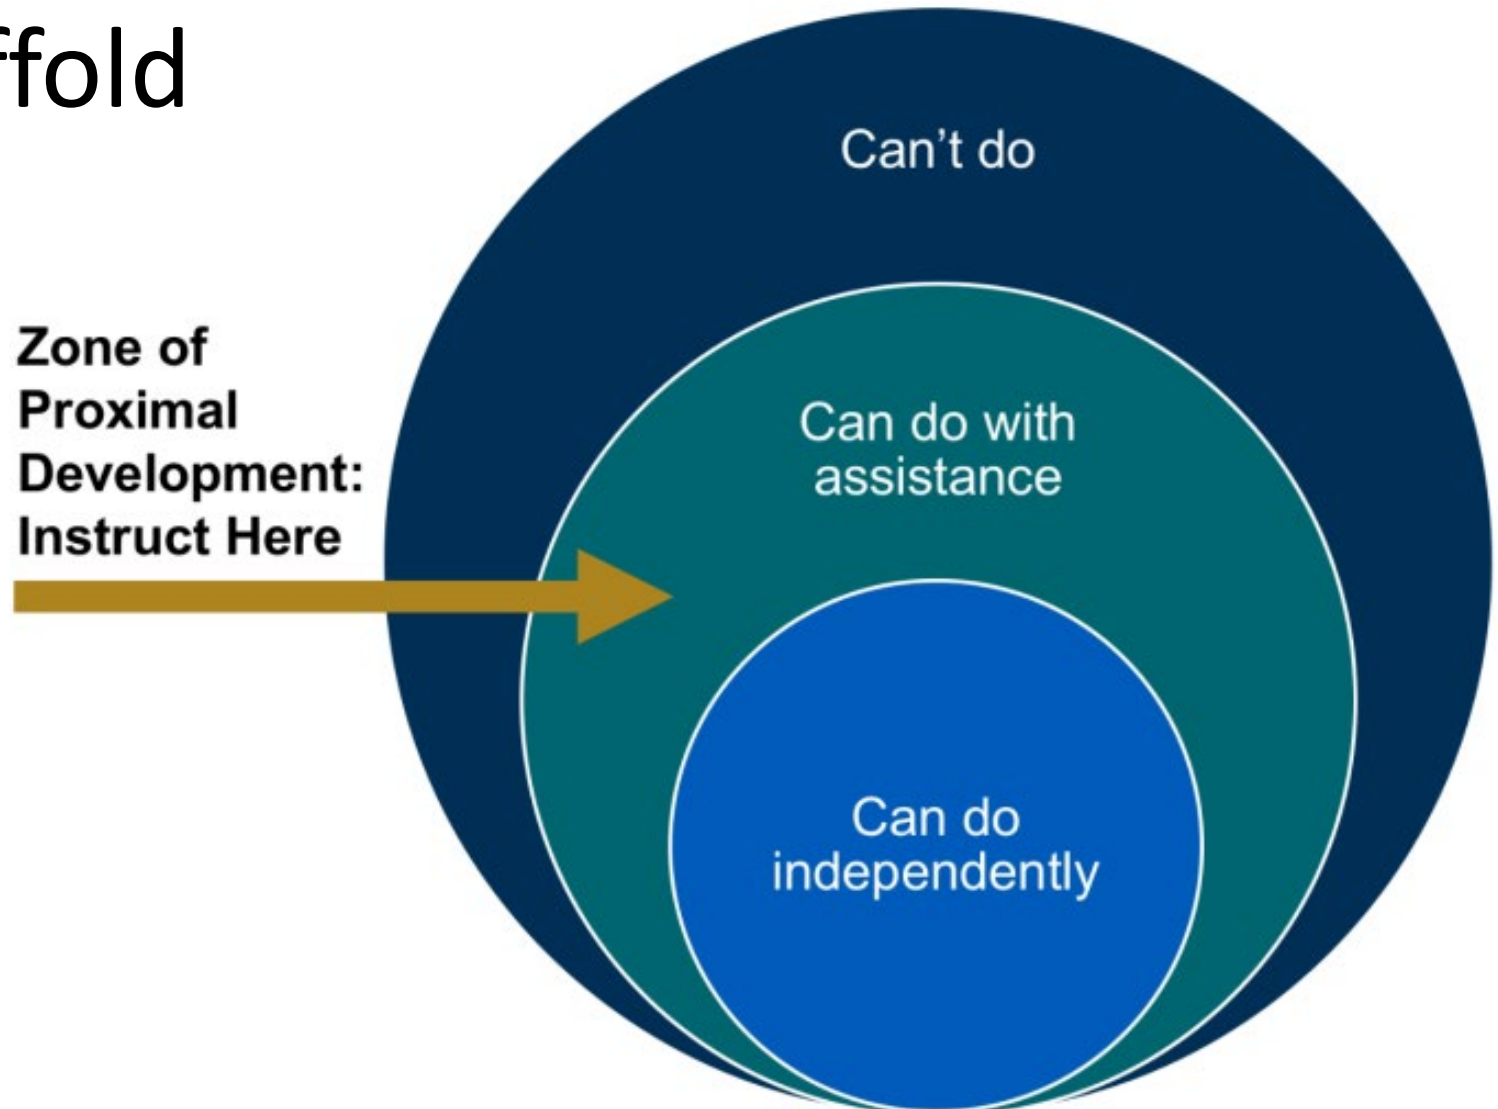 ffold
Can’t do
Zone of
Proximal
Development:
Instruct Here
Can do with
assistance
Can do
independently